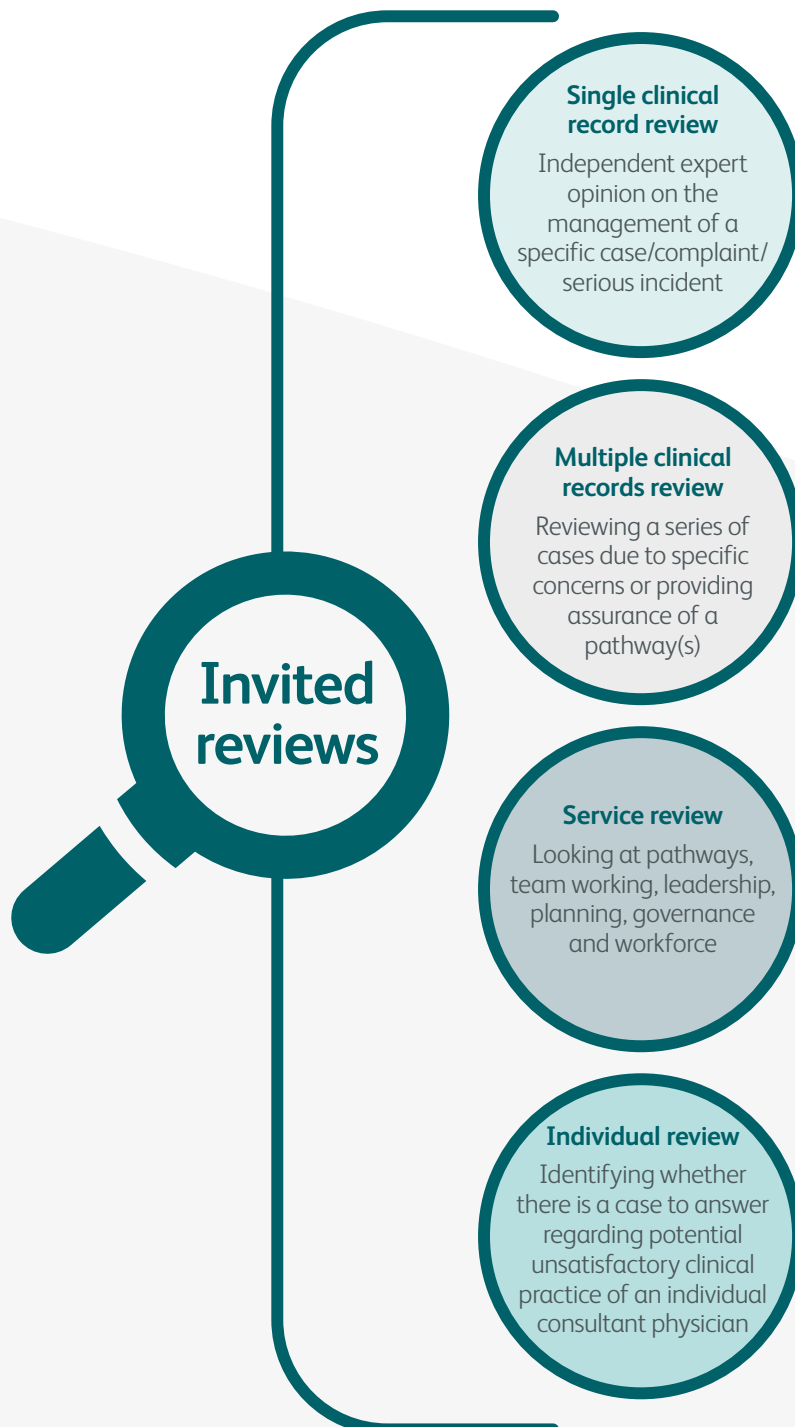 Invited
reviews
Single clinical
record review
Independent expert
opinion on the
management of a
specific case/complaint/
serious incident
Multiple clinical
records review
Reviewing a series of
cases due to specific
concerns or providing
assurance of a
pathway(s)
Service review
Looking at pathways,
team working, leadership,
planning, governance
and workforce
Individual review
Identifying whether
there is a case to answer
regarding potential
unsatisfactory clinical
practice of an individual
consultant physician